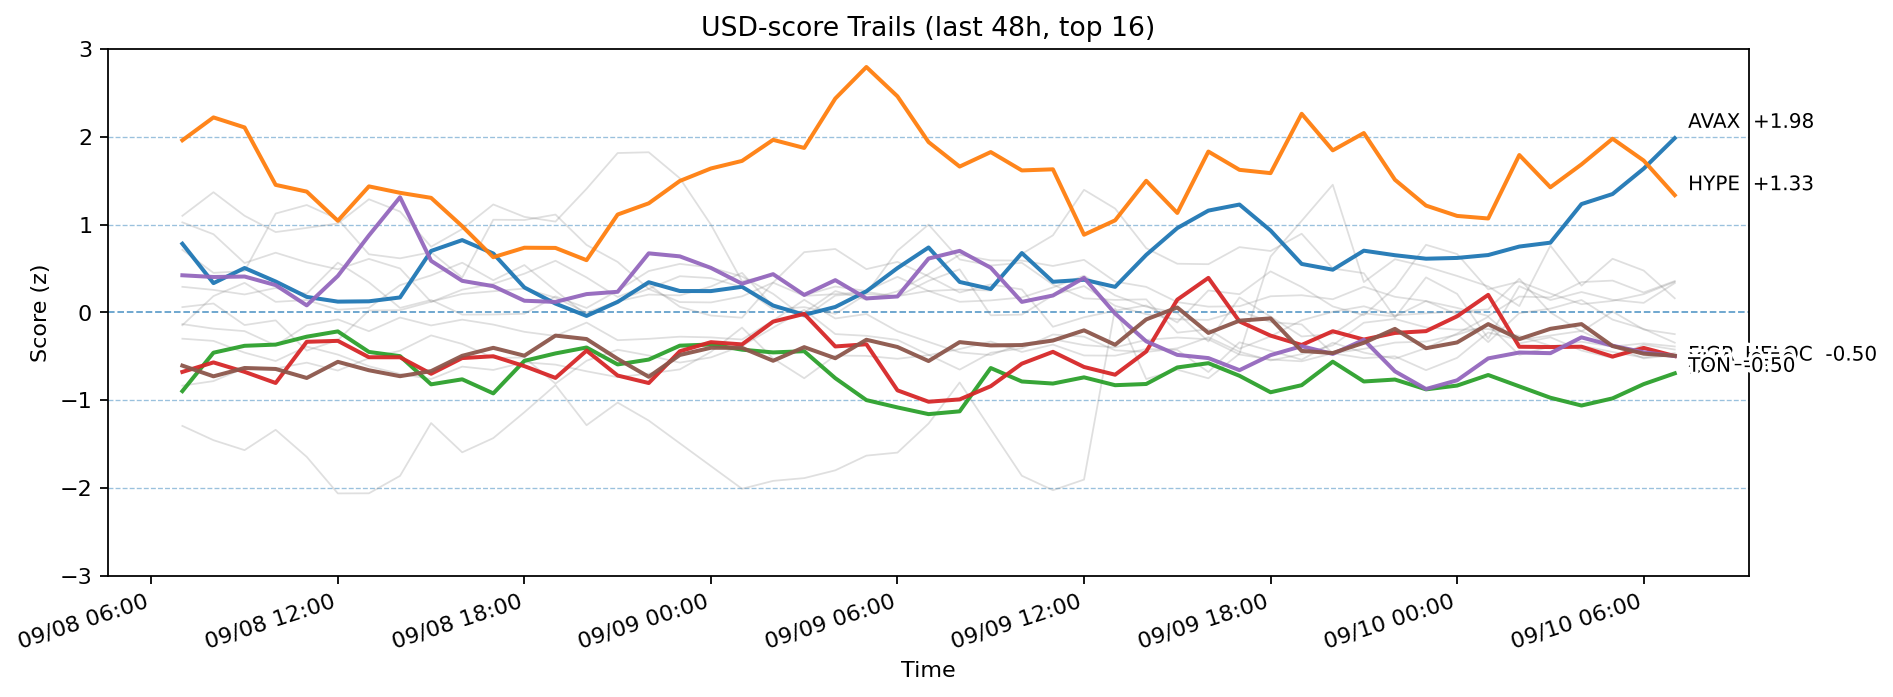 USD-score Trails (last 48h, top 16)
3
2
1
0
−1
−2
−3
Score (z)
AVAX +1.98
HYPE +1.33
-0.50
TON -0.50
09/08 06:00
09/08 12:00
09/08 18:00
09/09 00:00
09/09 06:00
09/09 12:00
09/09 18:00
09/10 00:00
09/10 06:00
Time